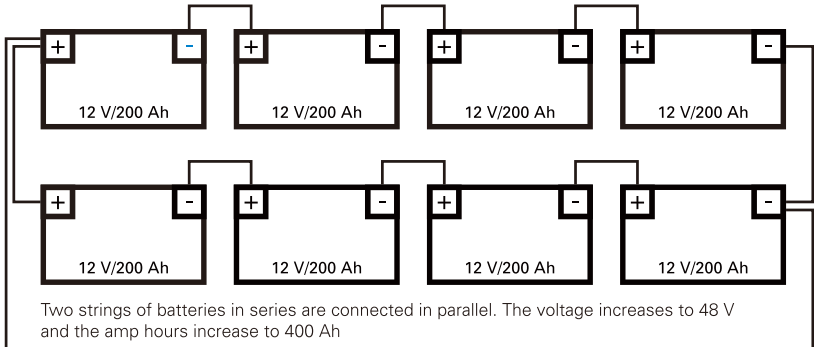 + - + - + - + -
12 V/200 Ah 12 V/200 Ah 12 V/200 Ah 12 V/200 Ah
+ - + - + - + -
12 V/200 Ah 12 V/200 Ah 12 V/200 Ah 12 V/200 Ah
Two strings of batteries in series are connected in parallel. The voltage increases to 48 V
and the amp hours increase to 400 Ah